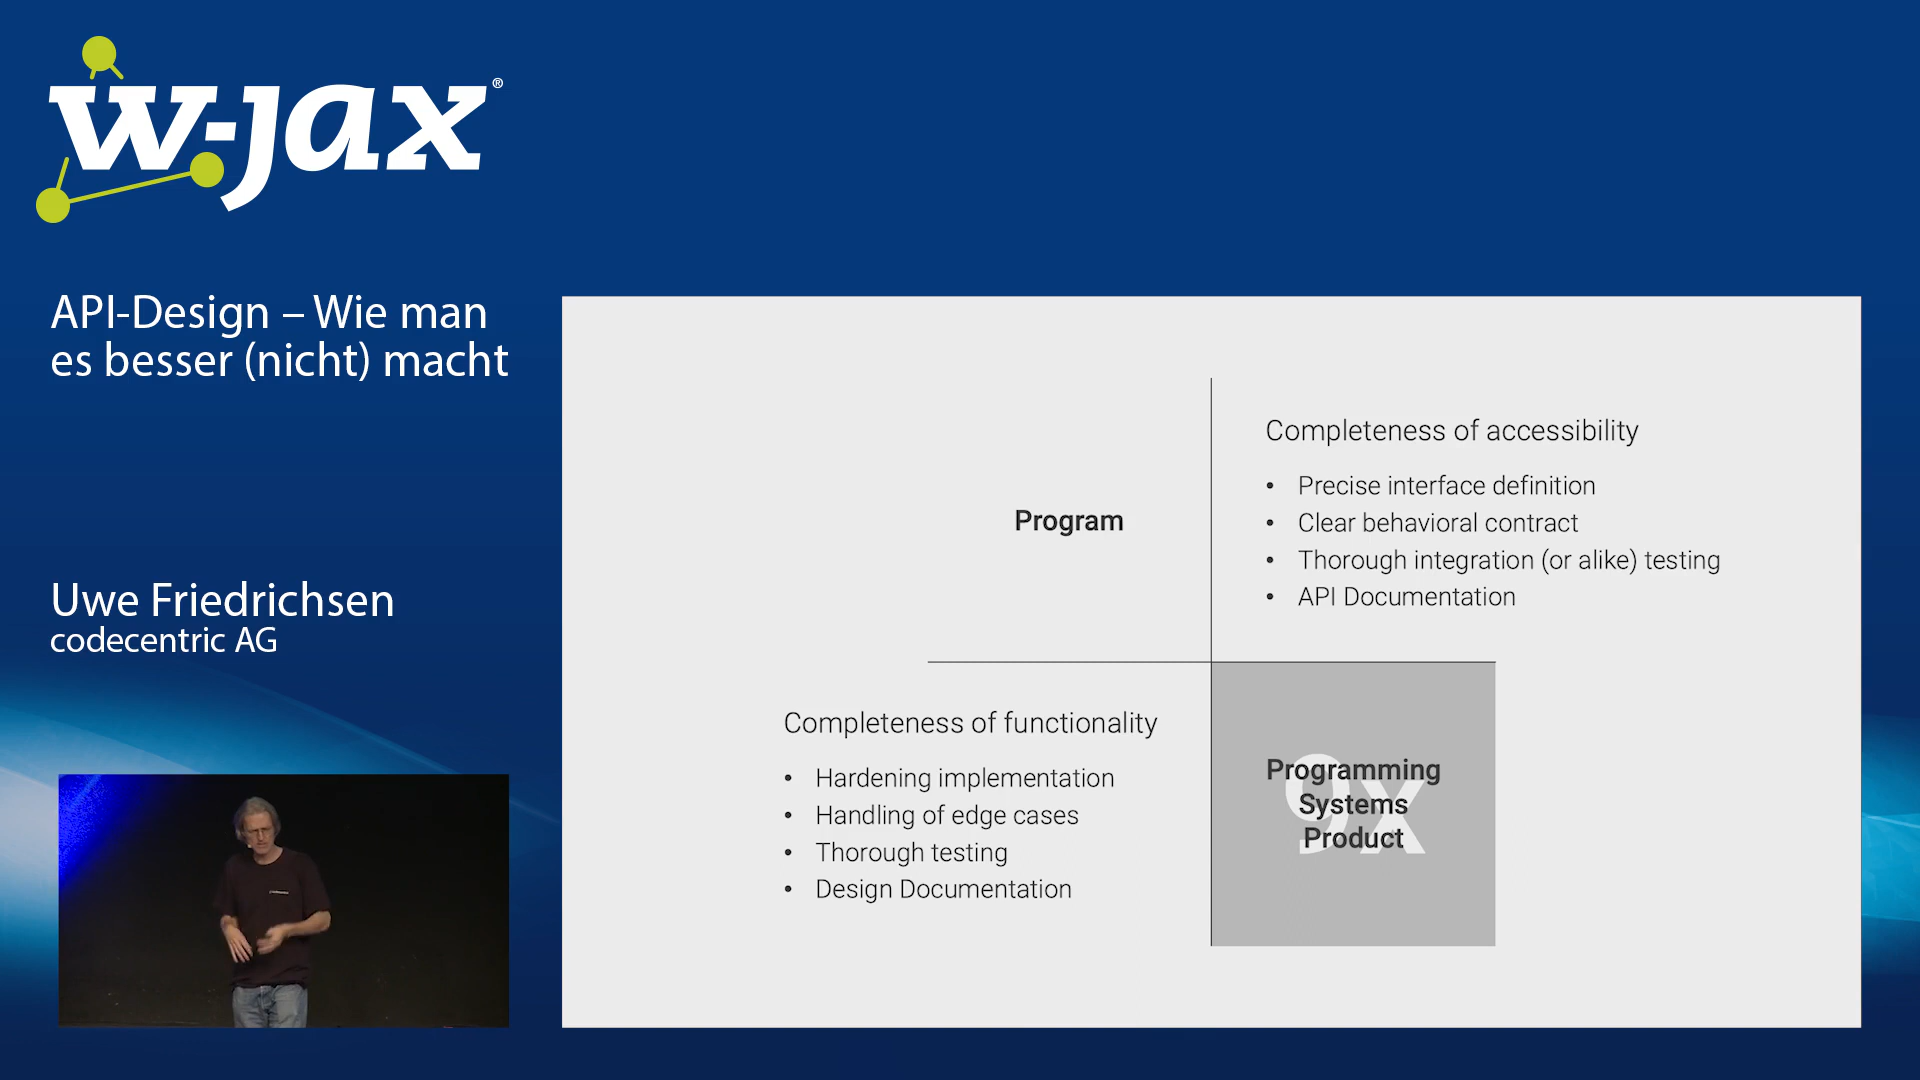 w-jax®
API-Design – Wie man
es besser (nicht) macht
Uwe Friedrichsen
codecentric AG
Program
Completeness of accessibility
• Precise interface definition
• Clear behavioral contract
• Thorough integration (or alike) testing
• API Documentation
Completeness of functionality
• Hardening implementation
• Handling of edge cases
• Thorough testing
• Design Documentation
9x
Programming
Systems
Product